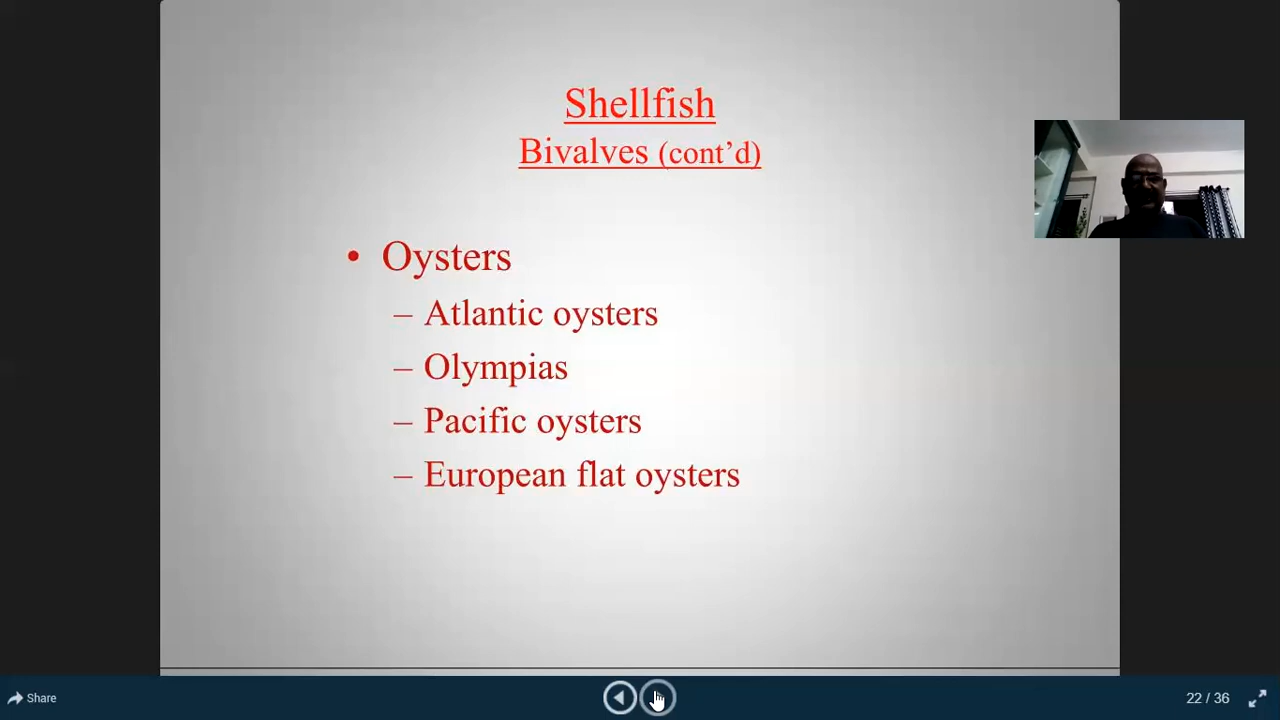 Shellfish
Bivalves (cont’d)
• Oysters
– Atlantic oysters
– Olympias
– Pacific oysters
– European flat oysters
Share
22 / 36